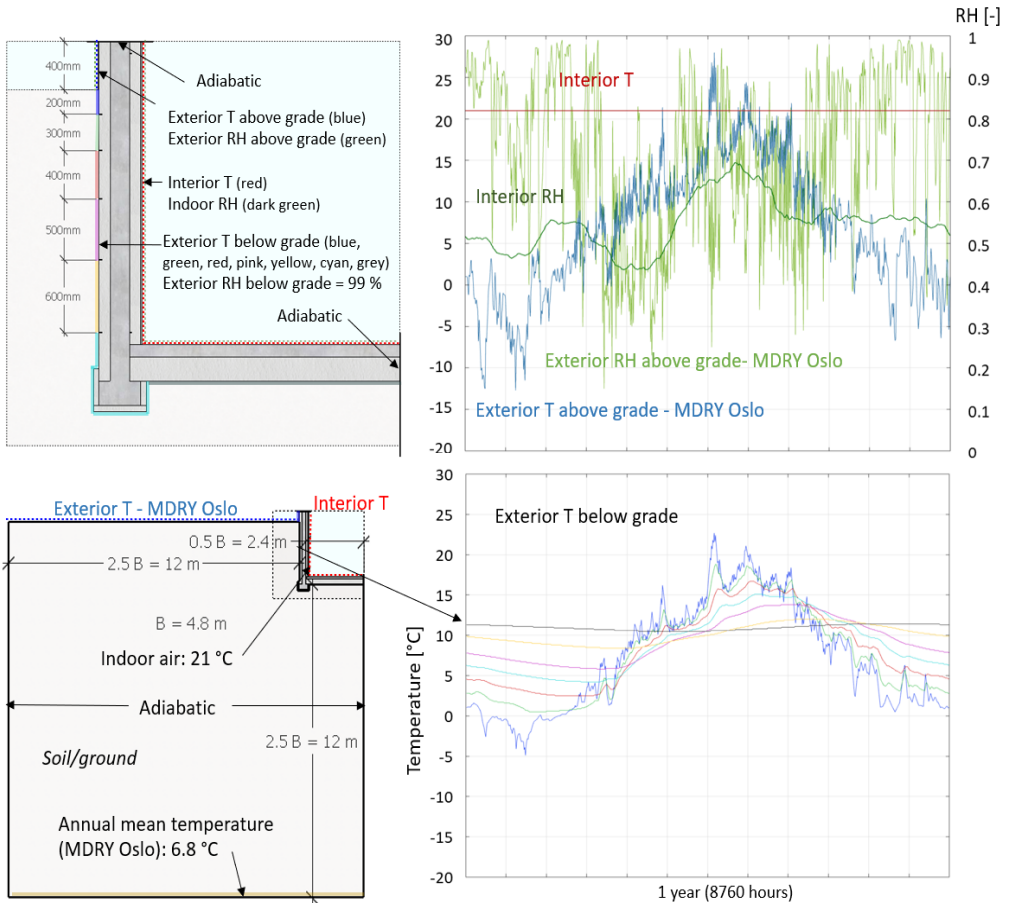 400mm
200mm
300mm
400mm
500mm
600mm
Adiabatic
Exterior T above grade (blue)
Exterior RH above grade (green)
Interior T (red)
Indoor RH (dark green)
Exterior T below grade (blue,
green, red, pink, yellow, cyan, grey)
Exterior RH below grade = 99 %
Adiabatic
RH [-]
30
25
20
15
10
5
0
-5
-10
-15
-20
1
0.9
0.8
0.7
0.6
0.5
0.4
0.3
0.2
0.1
0
Interior T
Interior RH
Exterior RH above grade- MDRY Oslo
Exterior T above grade - MDRY Oslo
Exterior T - MDRY Oslo
Interior T
0.5 B = 2.4 m
2.5 B = 12 m
B = 4.8 m
Indoor air: 21 °C
Adiabatic
2.5 B = 12 m
Soil/ground
Annual mean temperature
(MDRY Oslo): 6.8 °C
Temperature [°C]
30
25
20
15
10
5
0
-5
-10
-15
-20
Exterior T below grade
1 year (8760 hours)